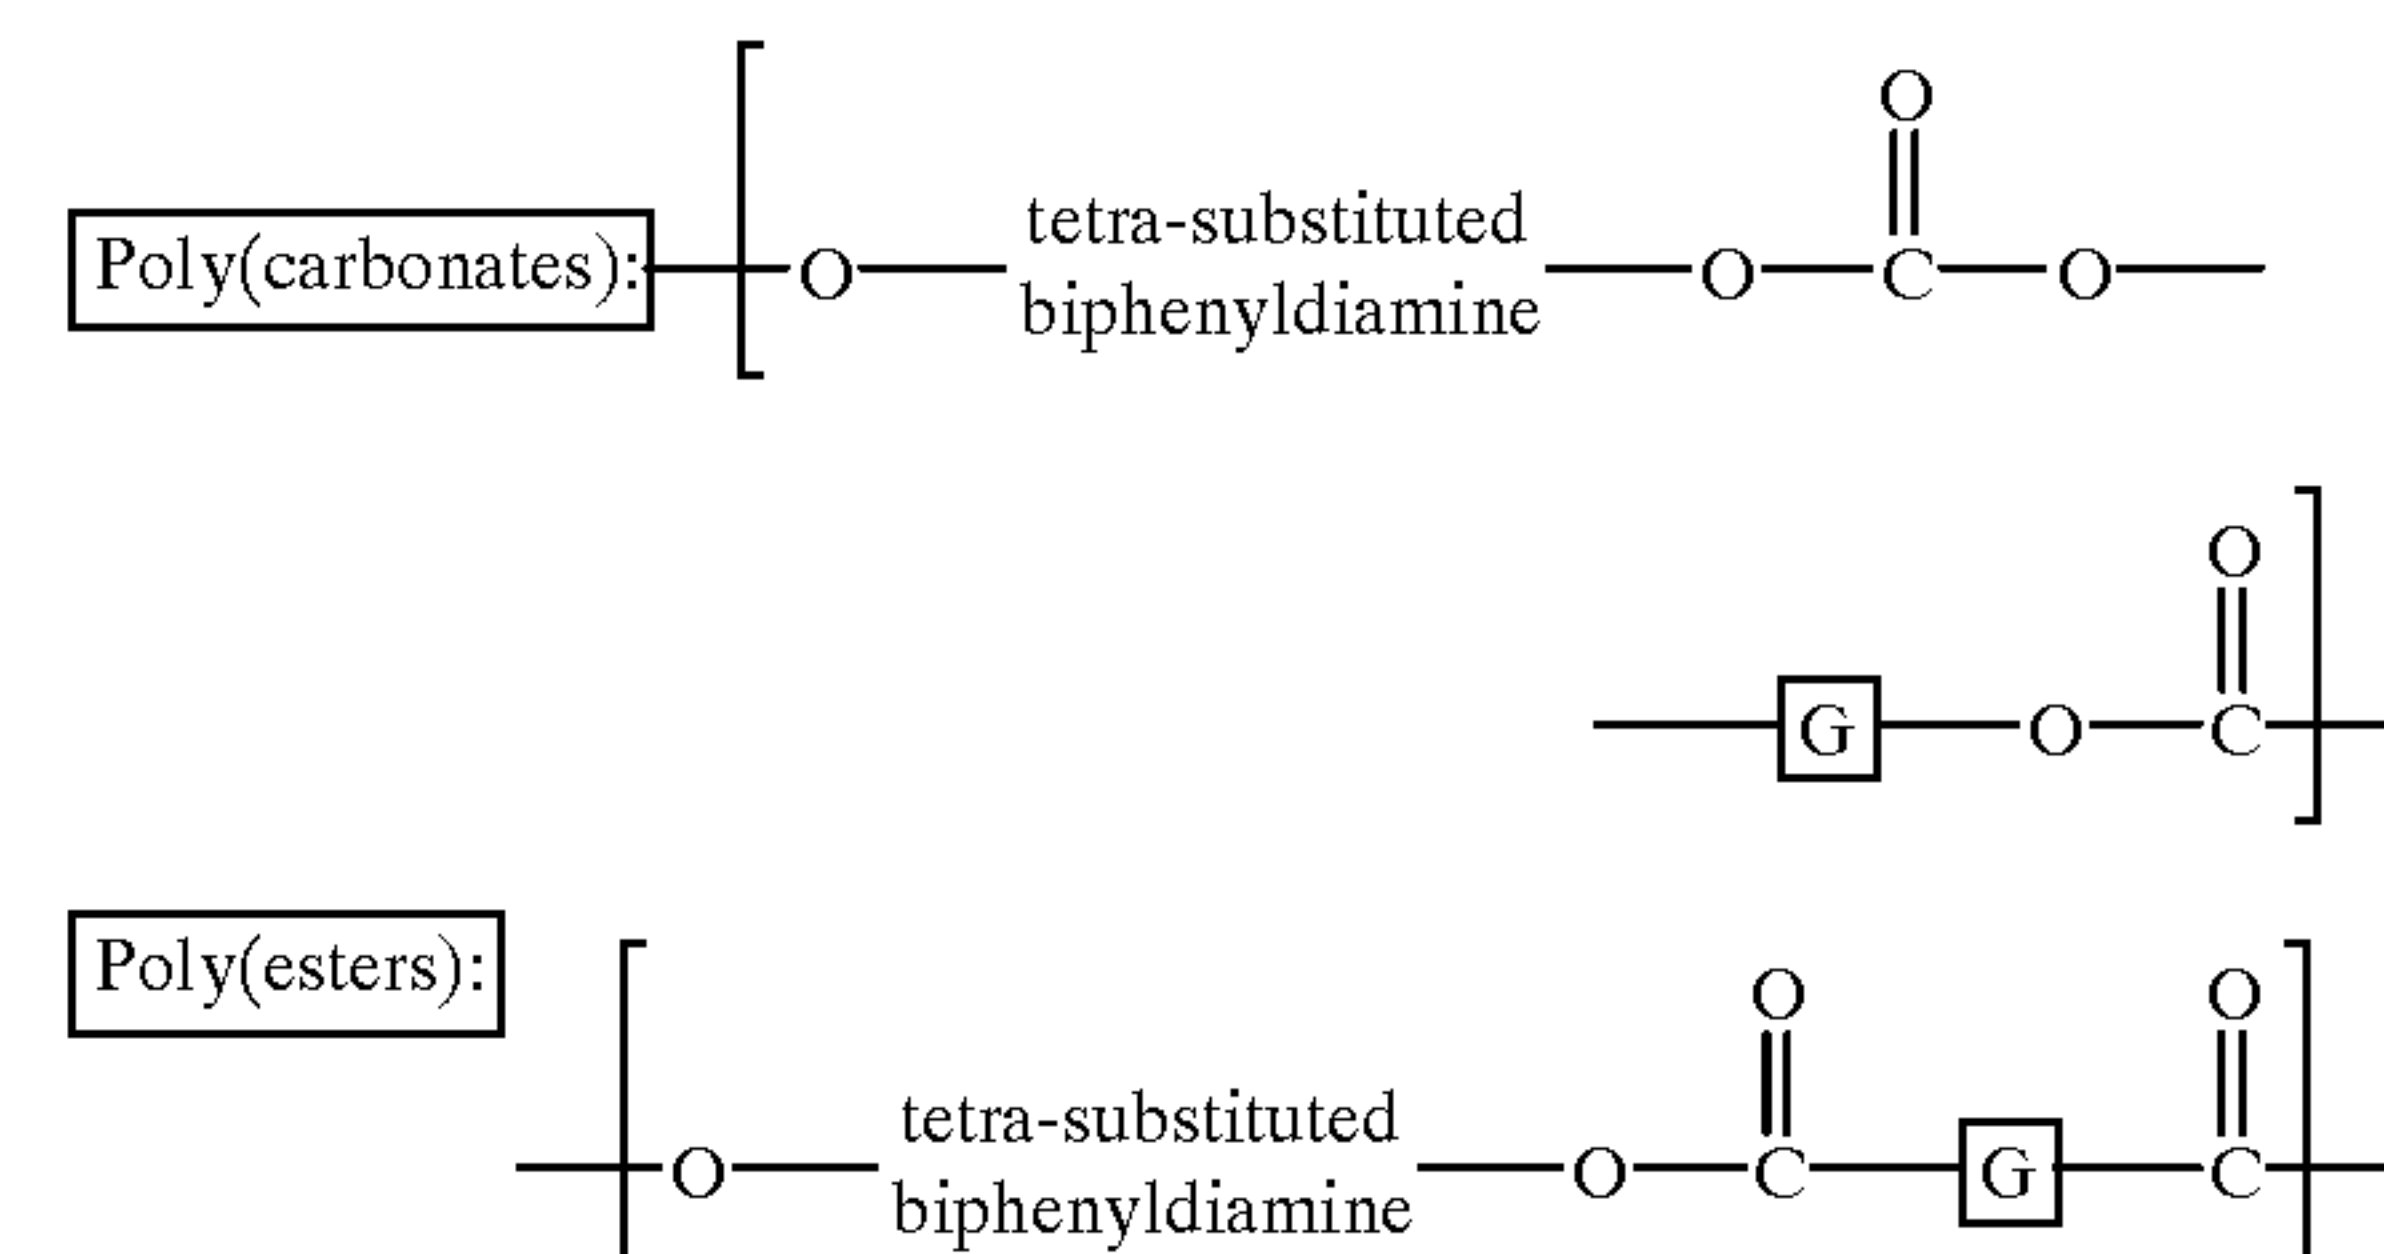 O
tetra-substituted
Poly(carbonates):
O
O
C
O
biphenyldiamine
O
G
O
C
Poly(esters):
O
O
tetra-substituted
O
O
C
G
C
biphenyldiamine